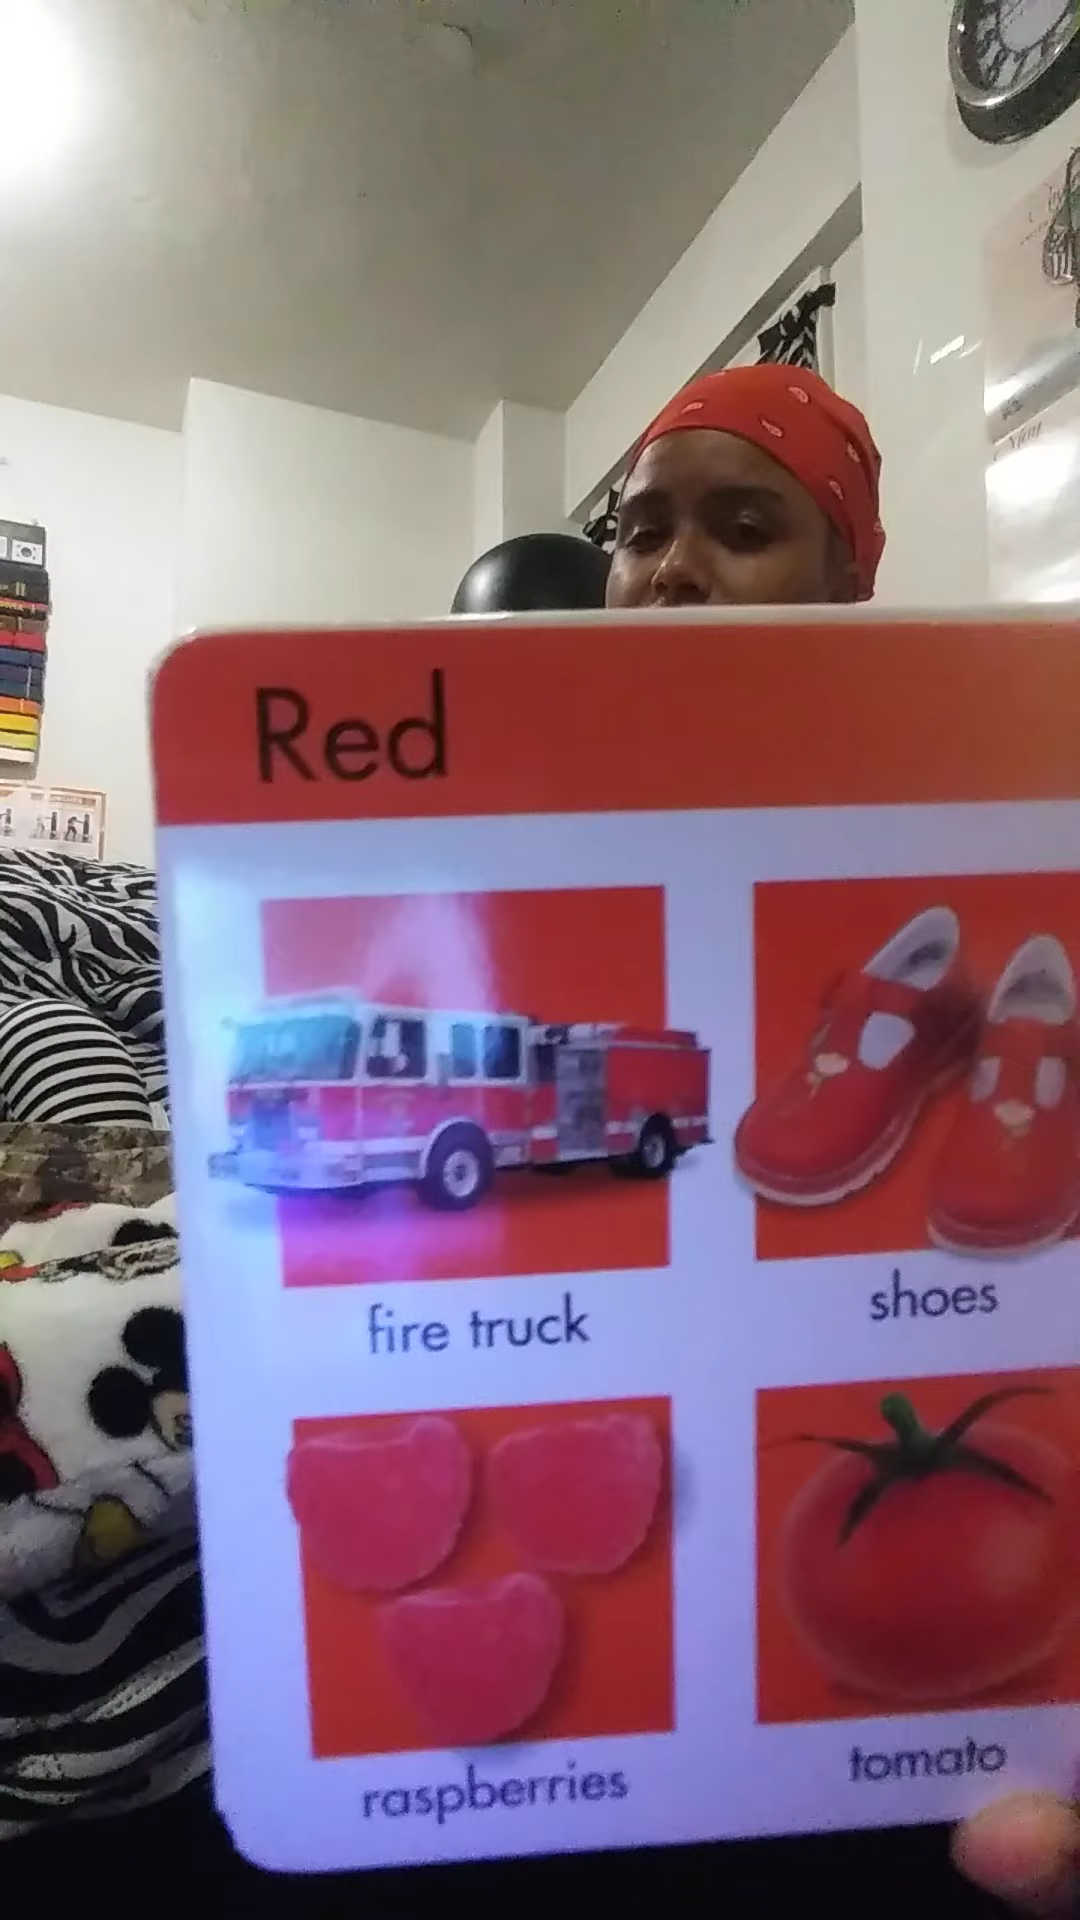 Red
fire truck
shoes
raspberries
tomato